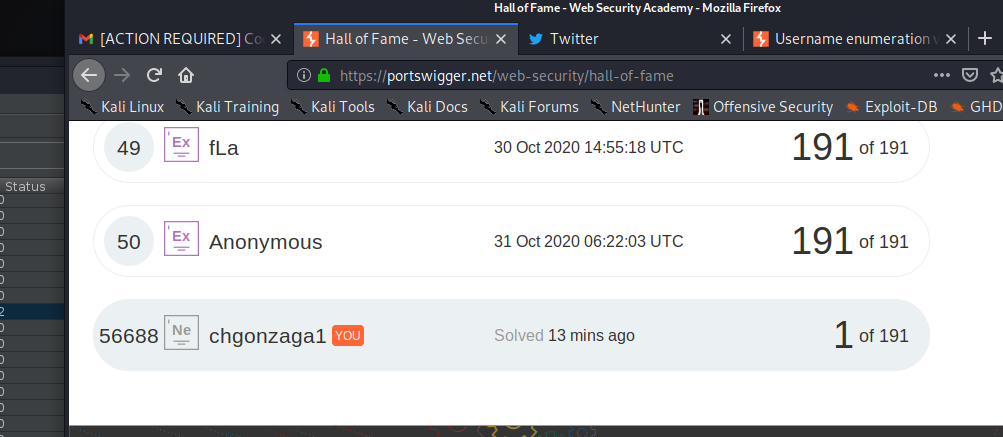 Hall of Fame - Web Security Academy - Mozilla Firefox
[ACTION REQUIRED] Co
Hall of Fame - Web Secu
Twitter
Username enumeration v
https://portswigger.net/web-security/hall-of-fame
Kali Linux Kali Training Kali Tools Kali Docs Kali Forums NetHunter Offensive Security Exploit-DB GHD
Status
49 Ex fLa 30 Oct 2020 14:55:18 UTC 191 of 191
50 Ex Anonymous 31 Oct 2020 06:22:03 UTC 191 of 191
56688 Ne chgonzaga1 YOU Solved 13 mins ago 1 of 191